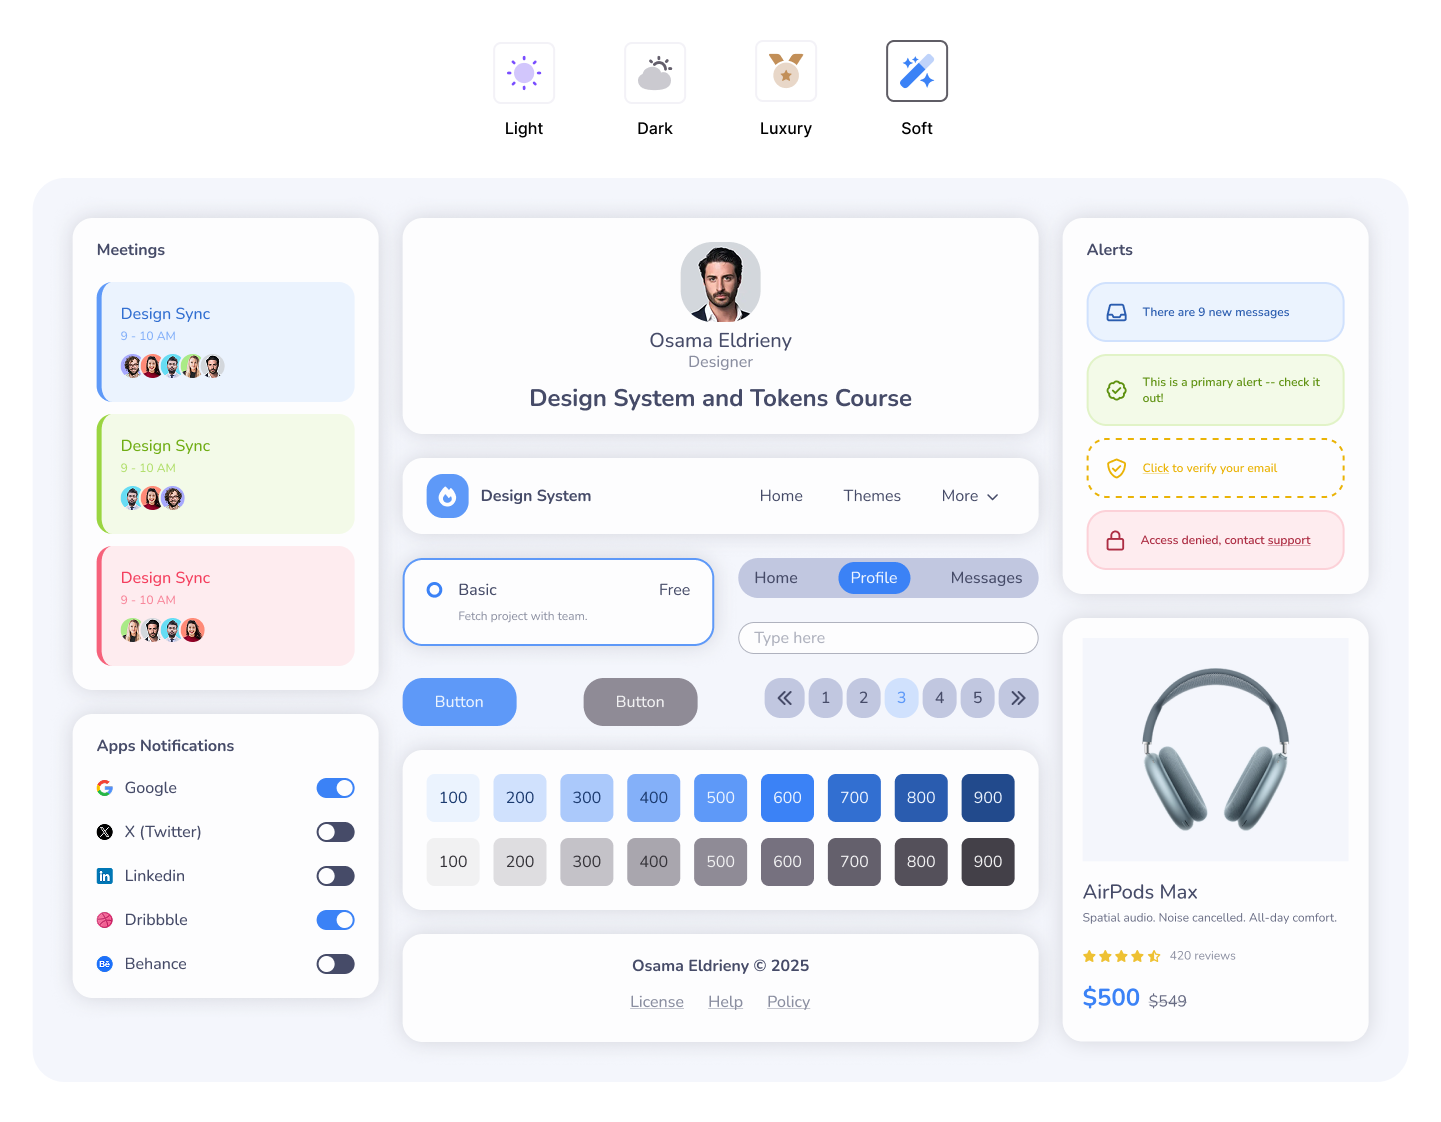 Light
Dark
Luxury
Soft
Meetings
Design Sync
9 - 10 AM
Design Sync
9 - 10 AM
Design Sync
9 - 10 AM
Apps Notifications
Google
X (Twitter)
Linkedin
Dribbble
Behance
Osama Eldrieny
Designer
Design System and Tokens Course
Design System
Home
Themes
More
Basic
Free
Fetch project with team.
Home
Profile
Messages
Type here
Button
Button
1
2
3
4
5
100
200
300
400
500
600
700
800
900
100
200
300
400
500
600
700
800
900
Osama Eldrieny © 2025
License
Help
Policy
Alerts
There are 9 new messages
This is a primary alert -- check it
out!
Click to verify your email
Access denied, contact support
AirPods Max
Spatial audio. Noise cancelled. All-day comfort.
420 reviews
$500 $549